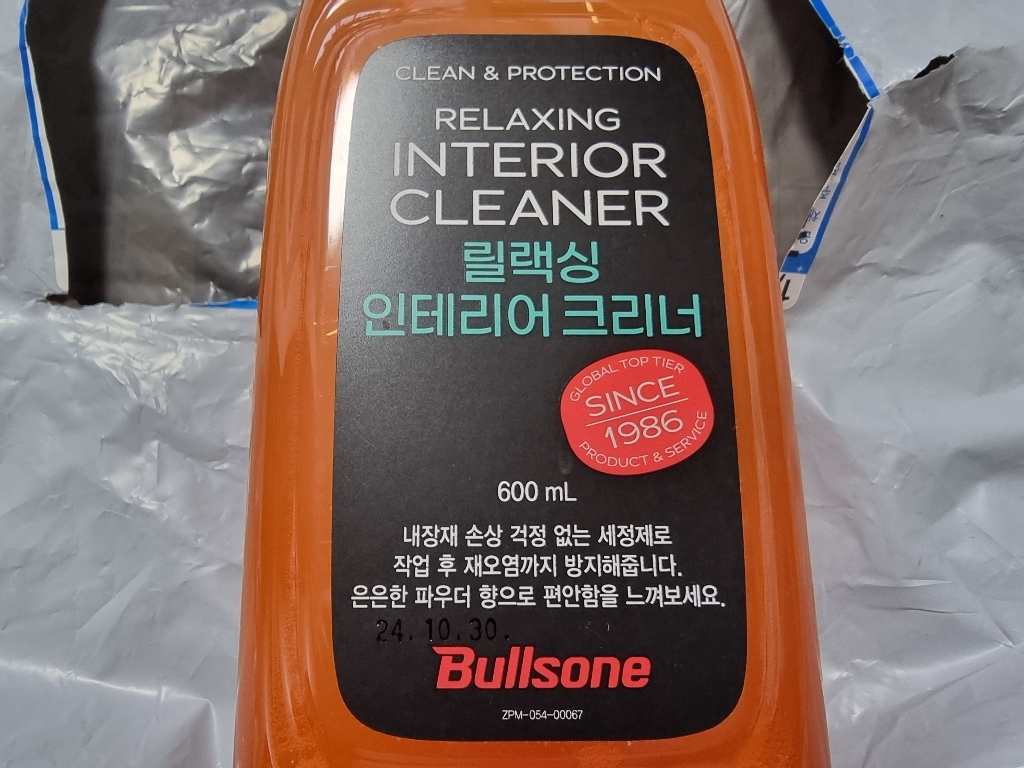 CLEAN & PROTECTION
RELAXING
INTERIOR
CLEANER
릴랙싱
인테리어 크리너
GLOBAL TOP TIER
SINCE
1986
PRODUCT & SERVICE
600 mL
내장재 손상 걱정 없는 세정제로
작업 후 재오염까지 방지해줍니다.
은은한 파우더 향으로 편안함을 느껴보세요.
24. 10. 30.
Bullsone
ZPM-054-00067